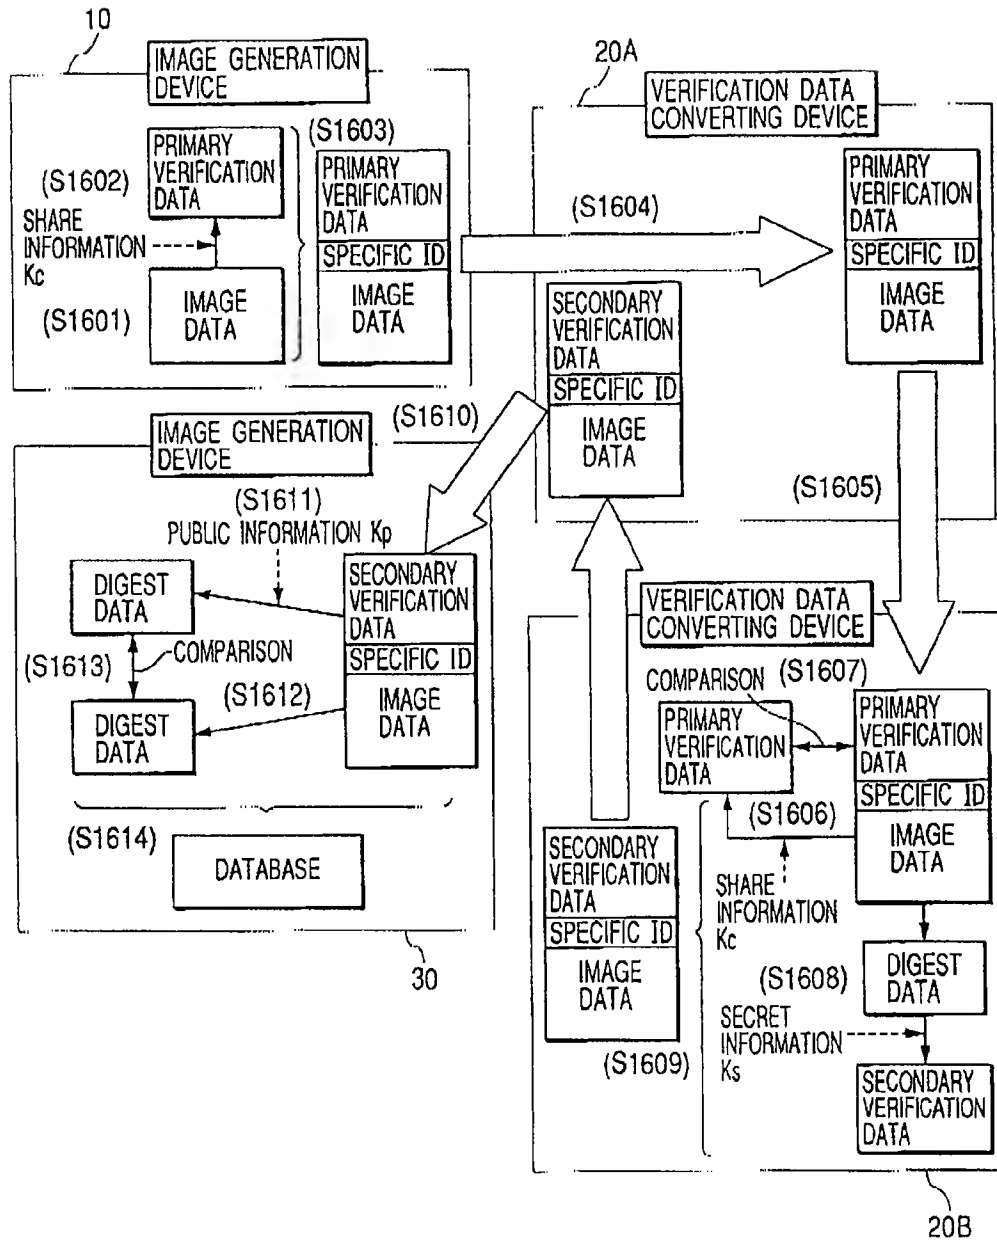 10
IMAGE GENERATION
DEVICE
(S1602)
PRIMARY
VERIFICATION
DATA
SHARE
INFORMATION
Kc
(S1601)
IMAGE
DATA
(S1603)
PRIMARY
VERIFICATION
DATA
SPECIFIC ID
IMAGE
DATA
20A
VERIFICATION DATA
CONVERTING DEVICE
(S1604)
PRIMARY
VERIFICATION
DATA
SPECIFIC ID
IMAGE
DATA
SECONDARY
VERIFICATION
DATA
SPECIFIC ID
IMAGE
DATA
(S1605)
(S1610)
IMAGE GENERATION
DEVICE
(S1611)
PUBLIC INFORMATION Kp
DIGEST
DATA
SECONDARY
VERIFICATION
DATA
SPECIFIC ID
IMAGE
DATA
(S1613)
COMPARISON
(S1612)
DIGEST
DATA
(S1614)
DATABASE
30
VERIFICATION DATA
CONVERTING DEVICE
(S1607)
COMPARISON
PRIMARY
VERIFICATION
DATA
PRIMARY
VERIFICATION
DATA
SPECIFIC ID
IMAGE
DATA
(S1606)
SHARE
INFORMATION
Kc
SECONDARY
VERIFICATION
DATA
SPECIFIC ID
IMAGE
DATA
(S1609)
(S1608)
DIGEST
DATA
SECRET
INFORMATION
Ks
SECONDARY
VERIFICATION
DATA
20B